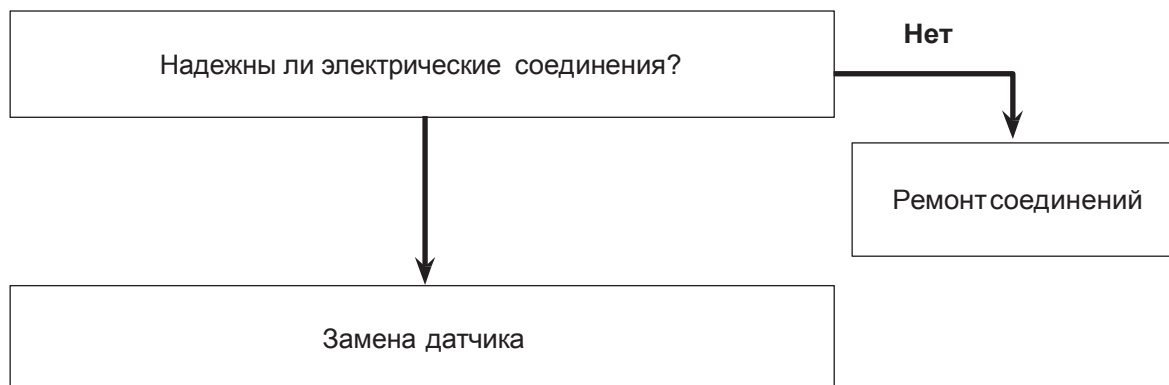 Нет
Надежны ли электрические соединения?
Ремонт соединений
Замена датчика